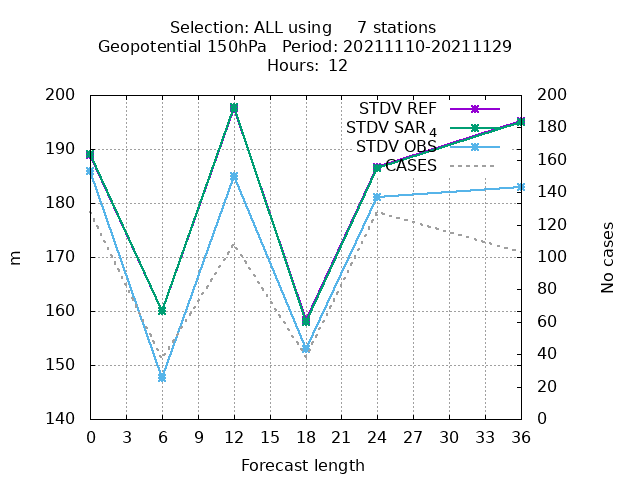 Selection: ALL using     7 stations
Geopotential 150hPa   Period: 20211110-20211129
Hours: 12
STDV REF
STDV SAR4
STDV OBS
CASES
200
190
180
170
160
150
140
m
200
180
160
140
120
100
80
60
40
20
0
No cases
0 3 6 9 12 15 18 21 24 27 30 33 36
Forecast length